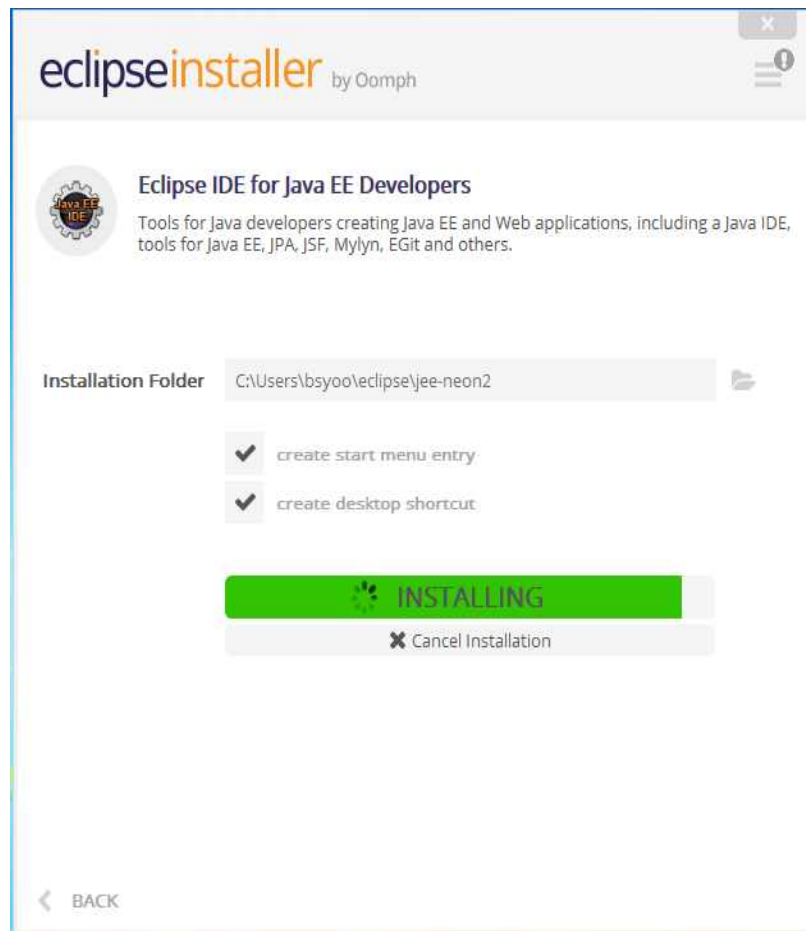 eclipseinstaller by Oomph
Eclipse IDE for Java EE Developers
Java EE
IDE
Tools for Java developers creating Java EE and Web applications, including a Java IDE,
tools for Java EE, JPA, JSF, Mylyn, EGit and others.
Installation Folder C:\Users\bsyoo\eclipse\jee-neon2
create start menu entry
create desktop shortcut
INSTALLING
Cancel Installation
BACK